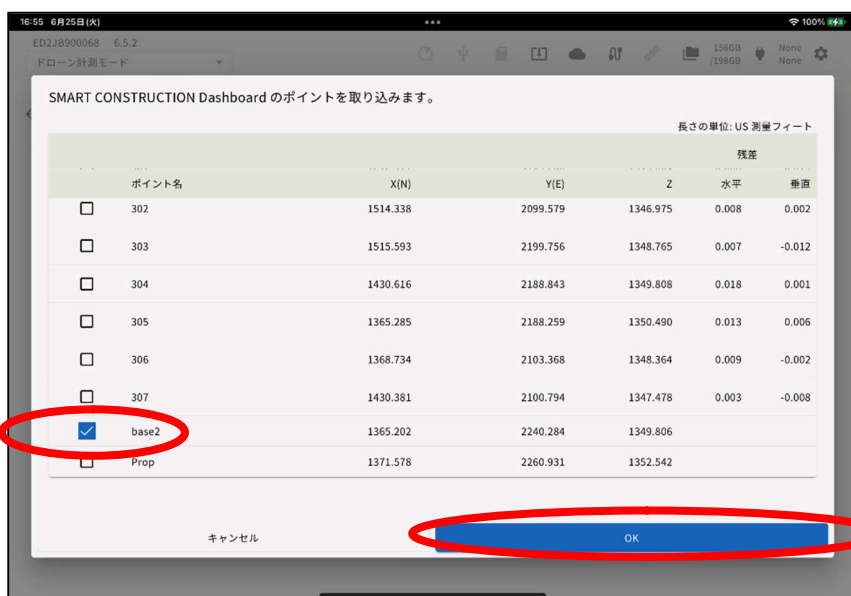 16:55 6月25日(火) 100%
ED2JB900068 6.5.2
ドローン計測モード
156GB /198GB None None
SMART CONSTRUCTION Dashboard のポイントを取り込みます。
長さの単位: US 測量フィート
残差
ポイント名 X(N) Y(E) Z 水平 垂直
302 1514.338 2099.579 1346.975 0.008 0.002
303 1515.593 2199.756 1348.765 0.007 -0.012
304 1430.616 2188.843 1349.808 0.018 0.001
305 1365.285 2188.259 1350.490 0.013 0.006
306 1368.734 2103.368 1348.364 0.009 -0.002
307 1430.381 2100.794 1347.478 0.003 -0.008
base2 1365.202 2240.284 1349.806
Prop 1371.578 2260.931 1352.542
キャンセル OK